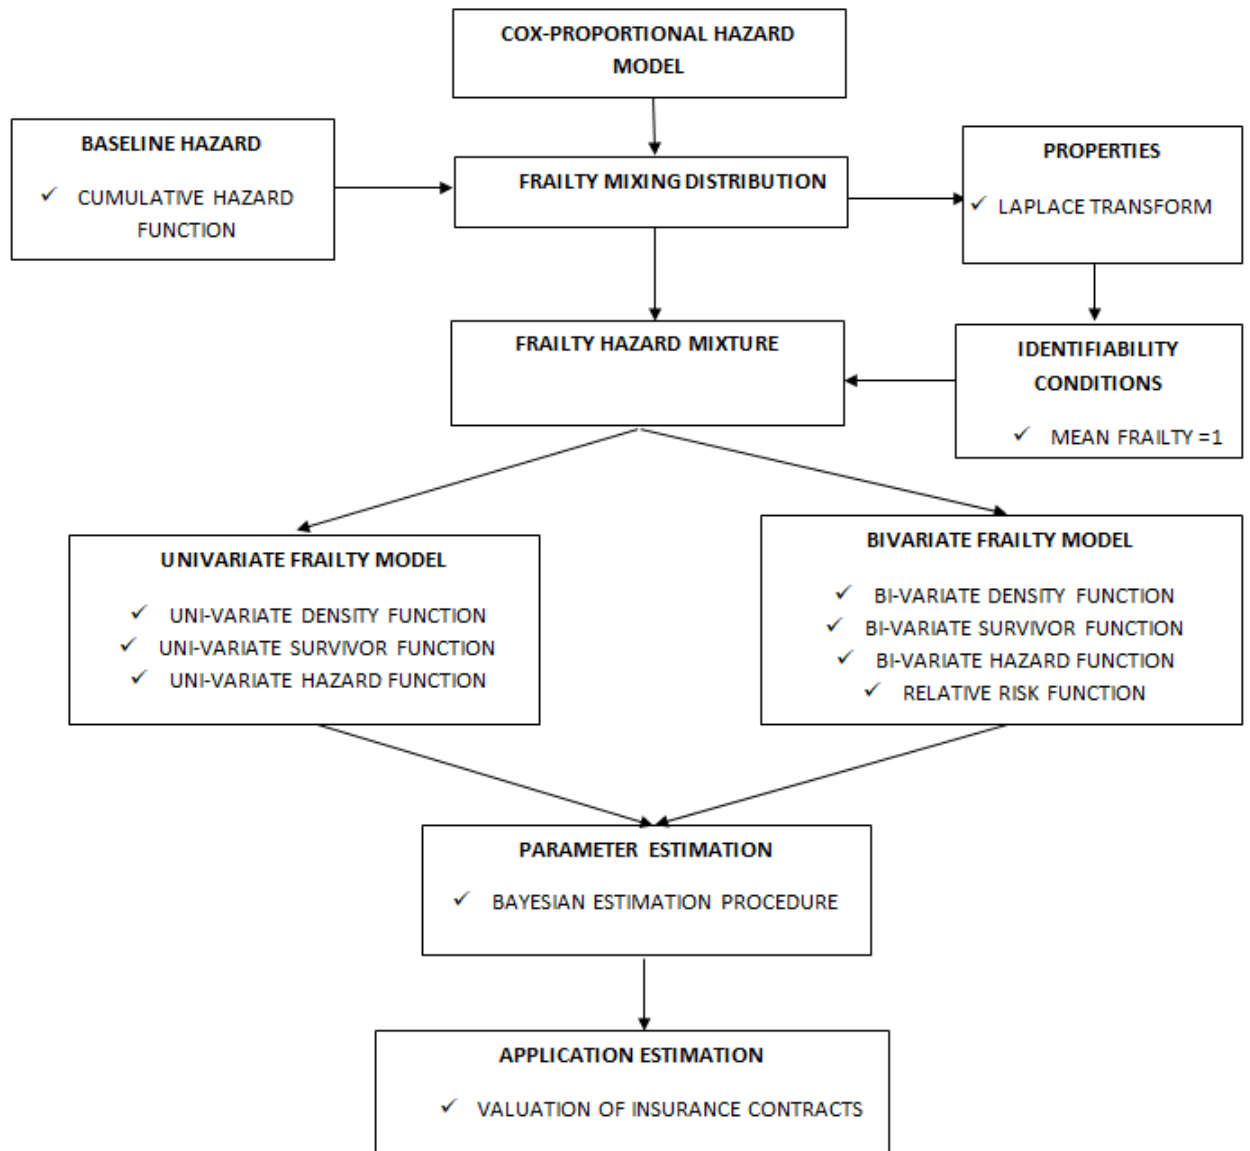 COX-PROPORTIONAL HAZARD
MODEL
BASELINE HAZARD
✓ CUMULATIVE HAZARD
FUNCTION
FRAILTY MIXING DISTRIBUTION
PROPERTIES
✓ LAPLACE TRANSFORM
FRAILTY HAZARD MIXTURE
IDENTIFIABILITY
CONDITIONS
✓ MEAN FRAILTY =1
UNIVARIATE FRAILTY MODEL
✓ UNI-VARIATE DENSITY FUNCTION
✓ UNI-VARIATE SURVIVOR FUNCTION
✓ UNI-VARIATE HAZARD FUNCTION
BIVARIATE FRAILTY MODEL
✓ BI-VARIATE DENSITY FUNCTION
✓ BI-VARIATE SURVIVOR FUNCTION
✓ BI-VARIATE HAZARD FUNCTION
✓ RELATIVE RISK FUNCTION
PARAMETER ESTIMATION
✓ BAYESIAN ESTIMATION PROCEDURE
APPLICATION ESTIMATION
✓ VALUATION OF INSURANCE CONTRACTS